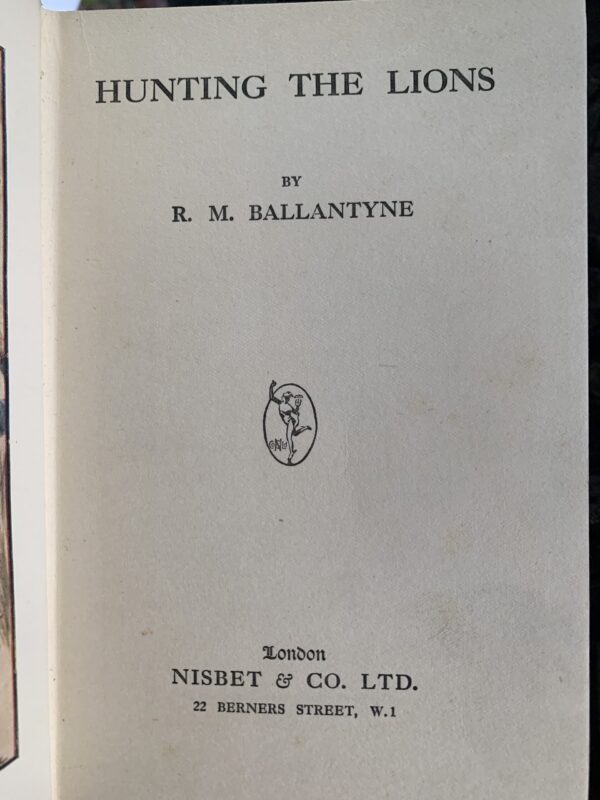 HUNTING THE LIONS
BY
R. M. BALLANTYNE
London
NISBET & CO. LTD.
22 BERNERS STREET, W.1